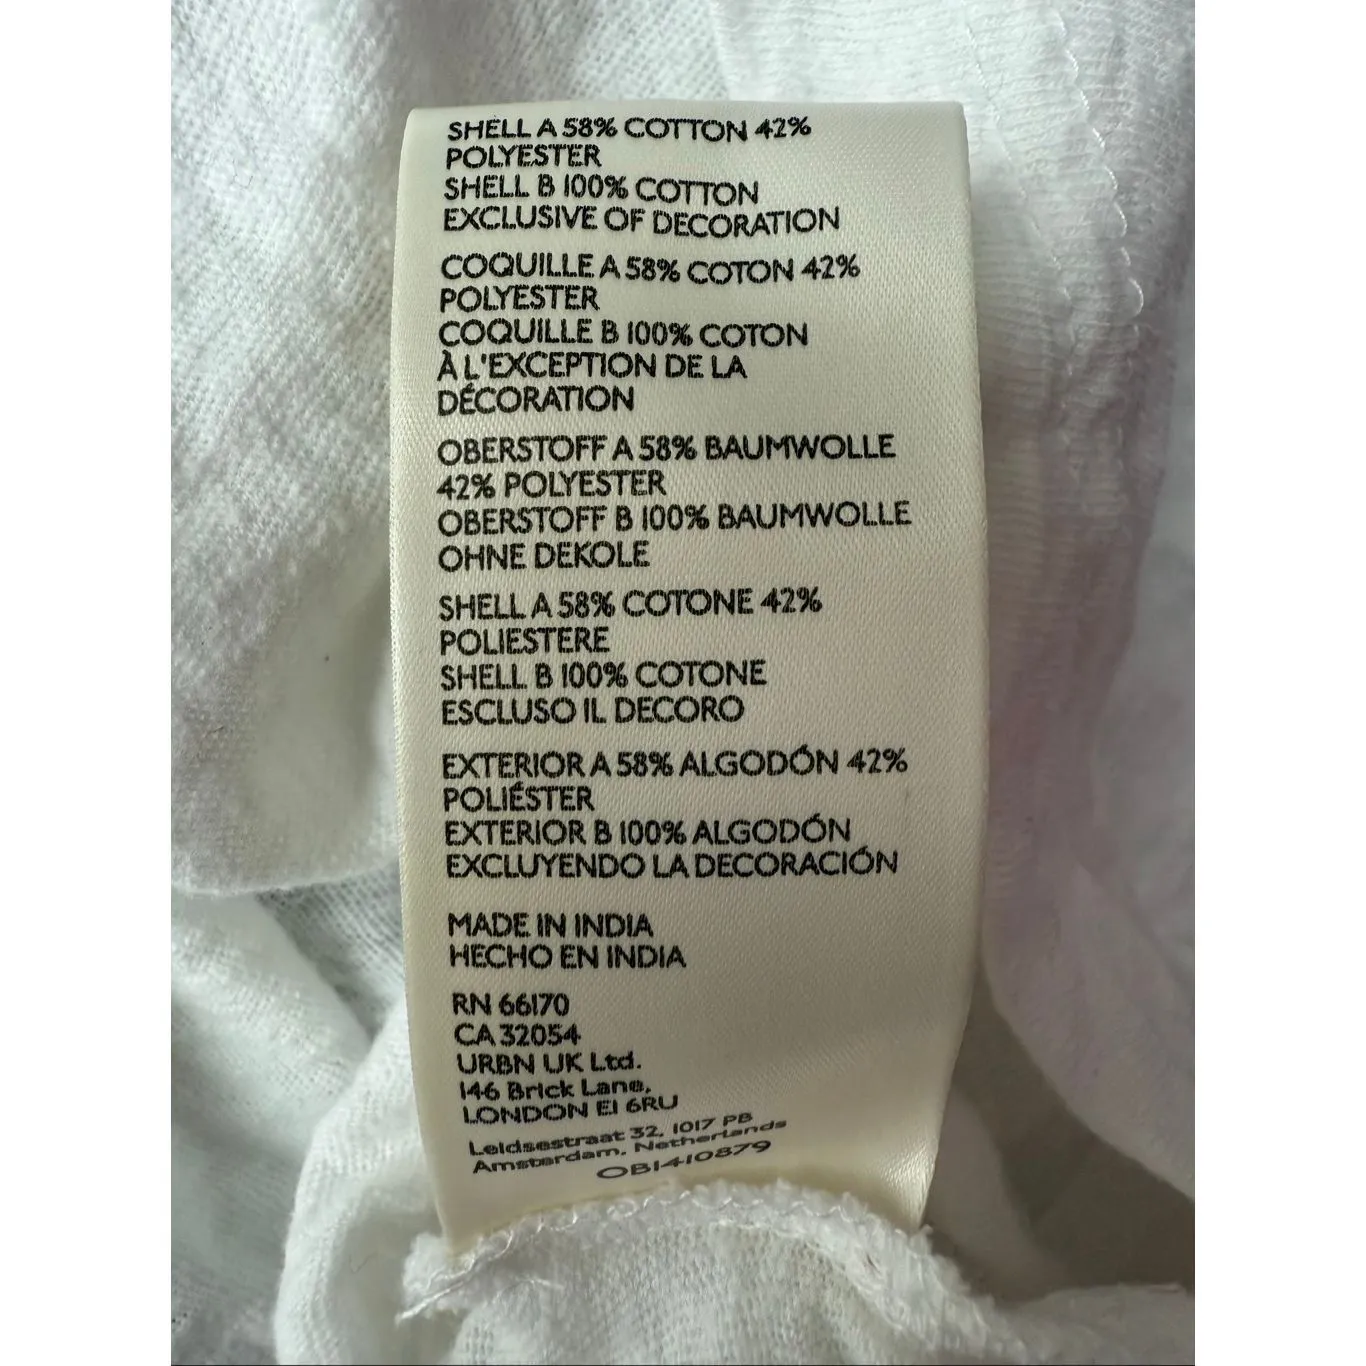 SHELL A 58% COTTON 42%
POLYESTER
SHELL B 100% COTTON
EXCLUSIVE OF DECORATION
COQUILLE A 58% COTON 42%
POLYESTER
COQUILLE B 100% COTON
À L'EXCEPTION DE LA
DÉCORATION
OBERSTOFF A 58% BAUMWOLLE
42% POLYESTER
OBERSTOFF B 100% BAUMWOLLE
OHNE DEKOLE
SHELL A 58% COTONE 42%
POLIESTERE
SHELL B 100% COTONE
ESCLUSO IL DECORO
EXTERIOR A 58% ALGODÓN 42%
POLIÉSTER
EXTERIOR B 100% ALGODÓN
EXCLUYENDO LA DECORACIÓN
MADE IN INDIA
HECHO EN INDIA
RN 66170
CA 32054
URBN UK Ltd.
146 Brick Lane,
LONDON E1 6RU
Leidsestraat 32, 1017 PB
Amsterdam, Netherlands
OB1410879